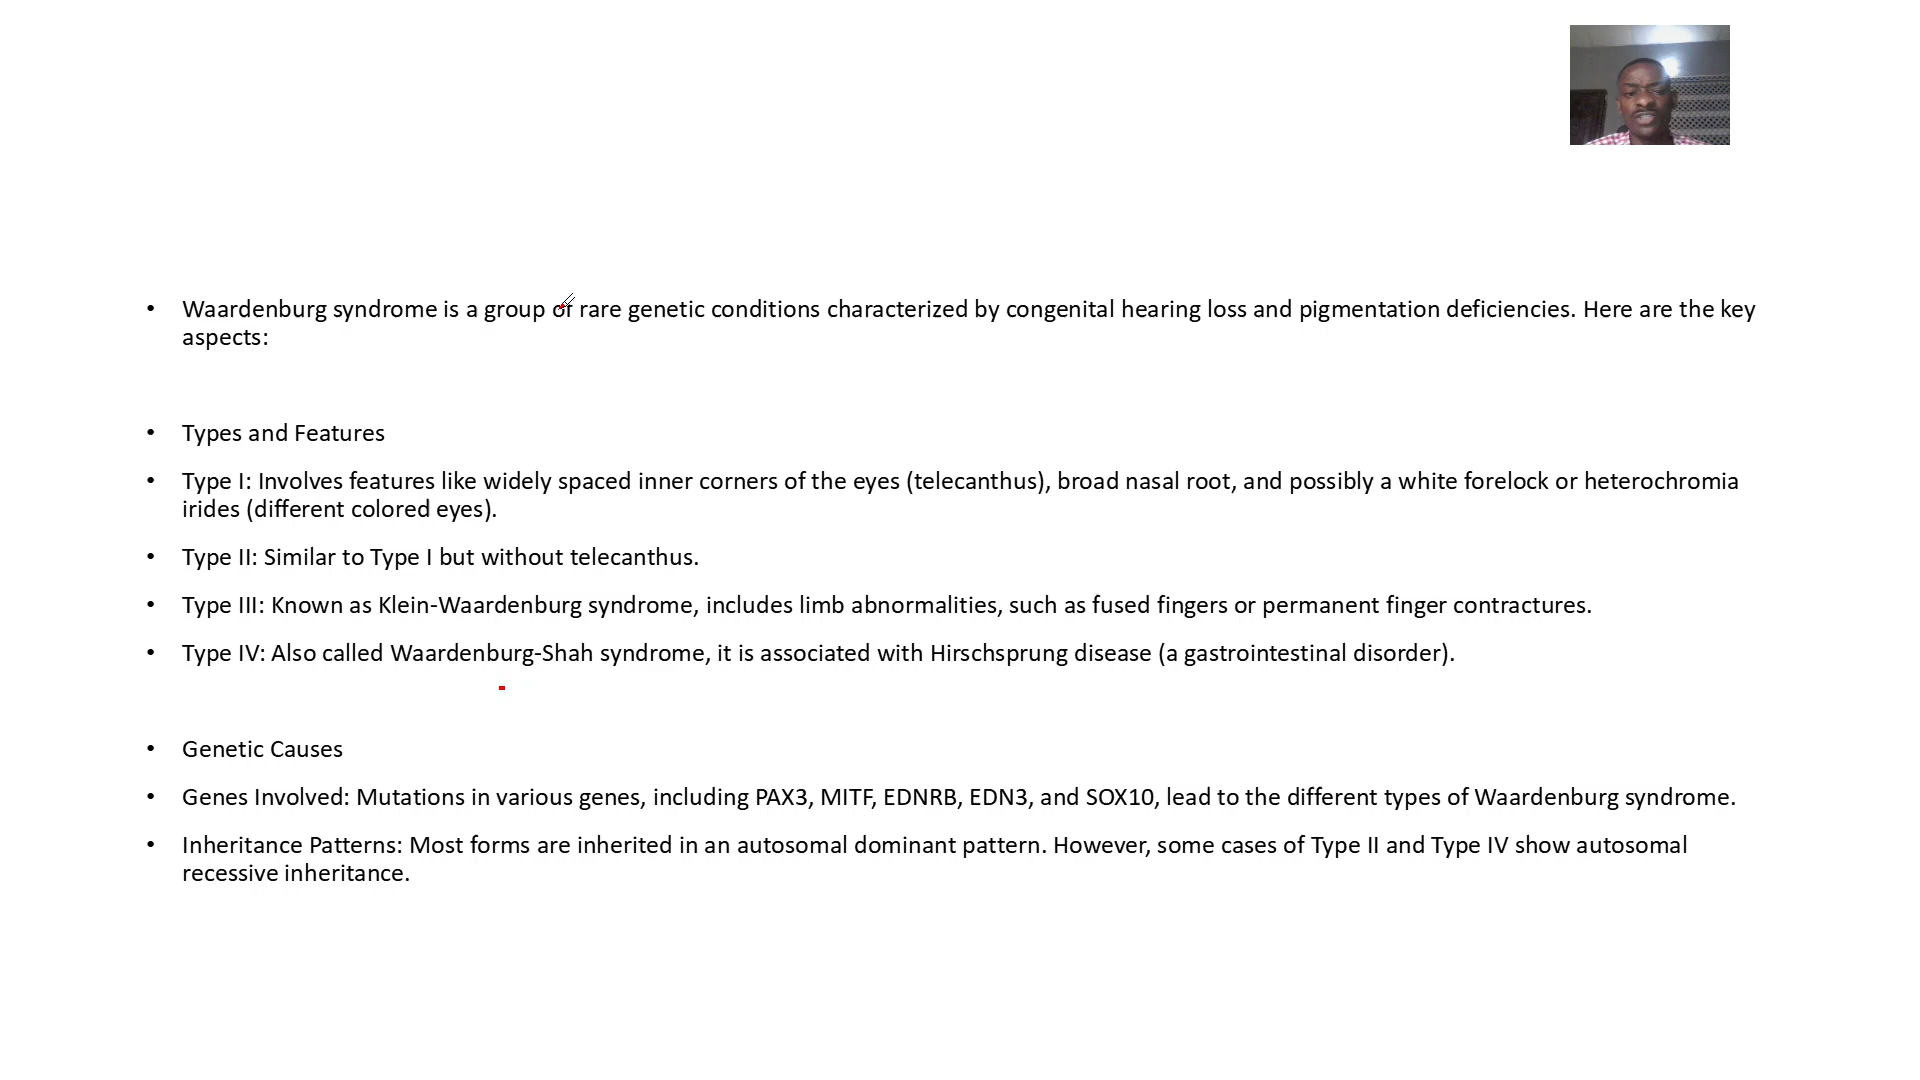 • Waardenburg syndrome is a group of rare genetic conditions characterized by congenital hearing loss and pigmentation deficiencies. Here are the key
aspects:
• Types and Features
• Type I: Involves features like widely spaced inner corners of the eyes (telecanthus), broad nasal root, and possibly a white forelock or heterochromia
irides (different colored eyes).
• Type II: Similar to Type I but without telecanthus.
• Type III: Known as Klein-Waardenburg syndrome, includes limb abnormalities, such as fused fingers or permanent finger contractures.
• Type IV: Also called Waardenburg-Shah syndrome, it is associated with Hirschsprung disease (a gastrointestinal disorder).
• Genetic Causes
• Genes Involved: Mutations in various genes, including PAX3, MITF, EDNRB, EDN3, and SOX10, lead to the different types of Waardenburg syndrome.
• Inheritance Patterns: Most forms are inherited in an autosomal dominant pattern. However, some cases of Type II and Type IV show autosomal
recessive inheritance.